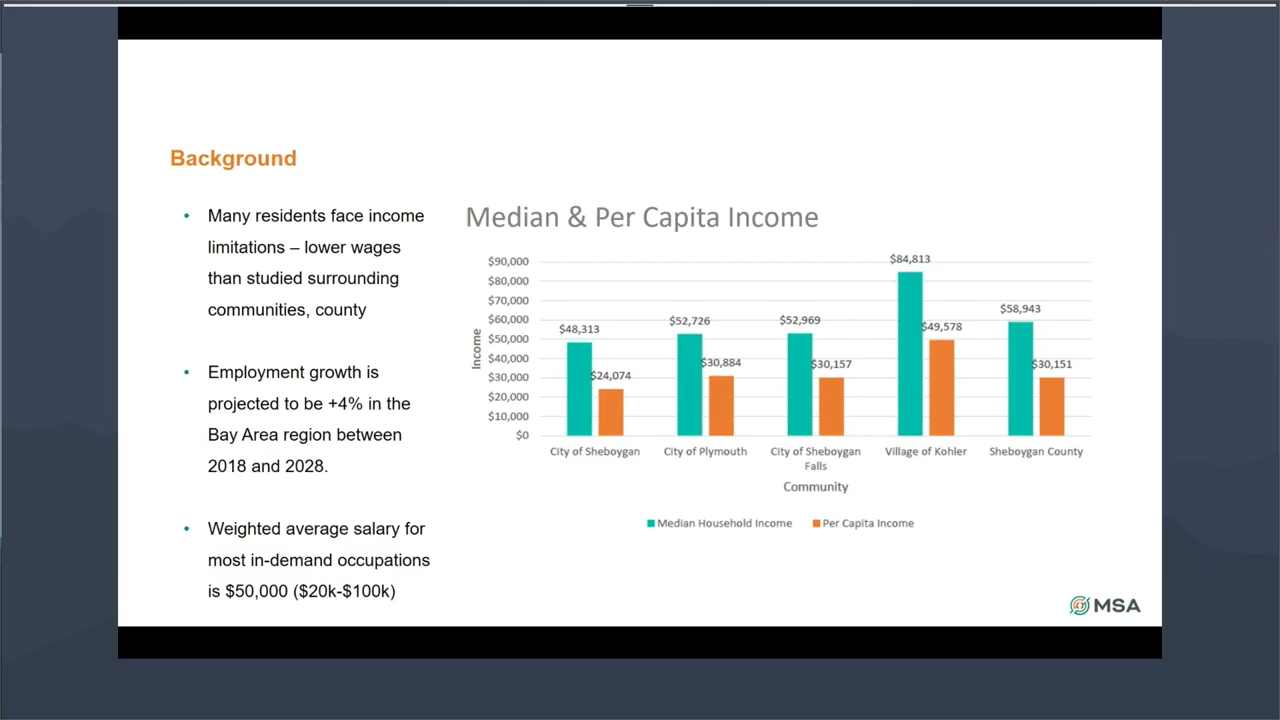 Background
• Many residents face income
limitations – lower wages
than studied surrounding
communities, county
• Employment growth is
projected to be +4% in the
Bay Area region between
2018 and 2028.
• Weighted average salary for
most in-demand occupations
is $50,000 ($20k-$100k)
Median & Per Capita Income
Income
$90,000
$80,000
$70,000
$60,000
$50,000
$40,000
$30,000
$20,000
$10,000
$0
$48,313
$24,074
$52,726
$30,884
$52,969
$30,157
$84,813
$49,578
$58,943
$30,151
City of Sheboygan
City of Plymouth
City of Sheboygan
Falls
Village of Kohler
Sheboygan County
Community
Median Household Income
Per Capita Income
MSA